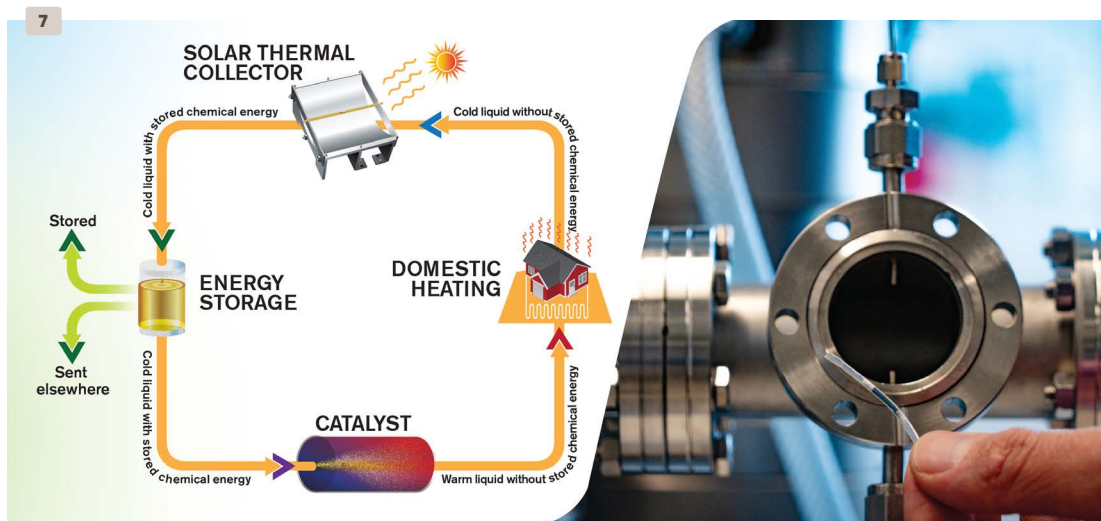 7
SOLAR THERMAL
COLLECTOR
Cold liquid with stored chemical energy
Cold liquid without stored chemical energy
Stored
ENERGY
STORAGE
Sent
elsewhere
DOMESTIC
HEATING
Cold liquid with stored chemical energy
CATALYST
Warm liquid without stored chemical energy